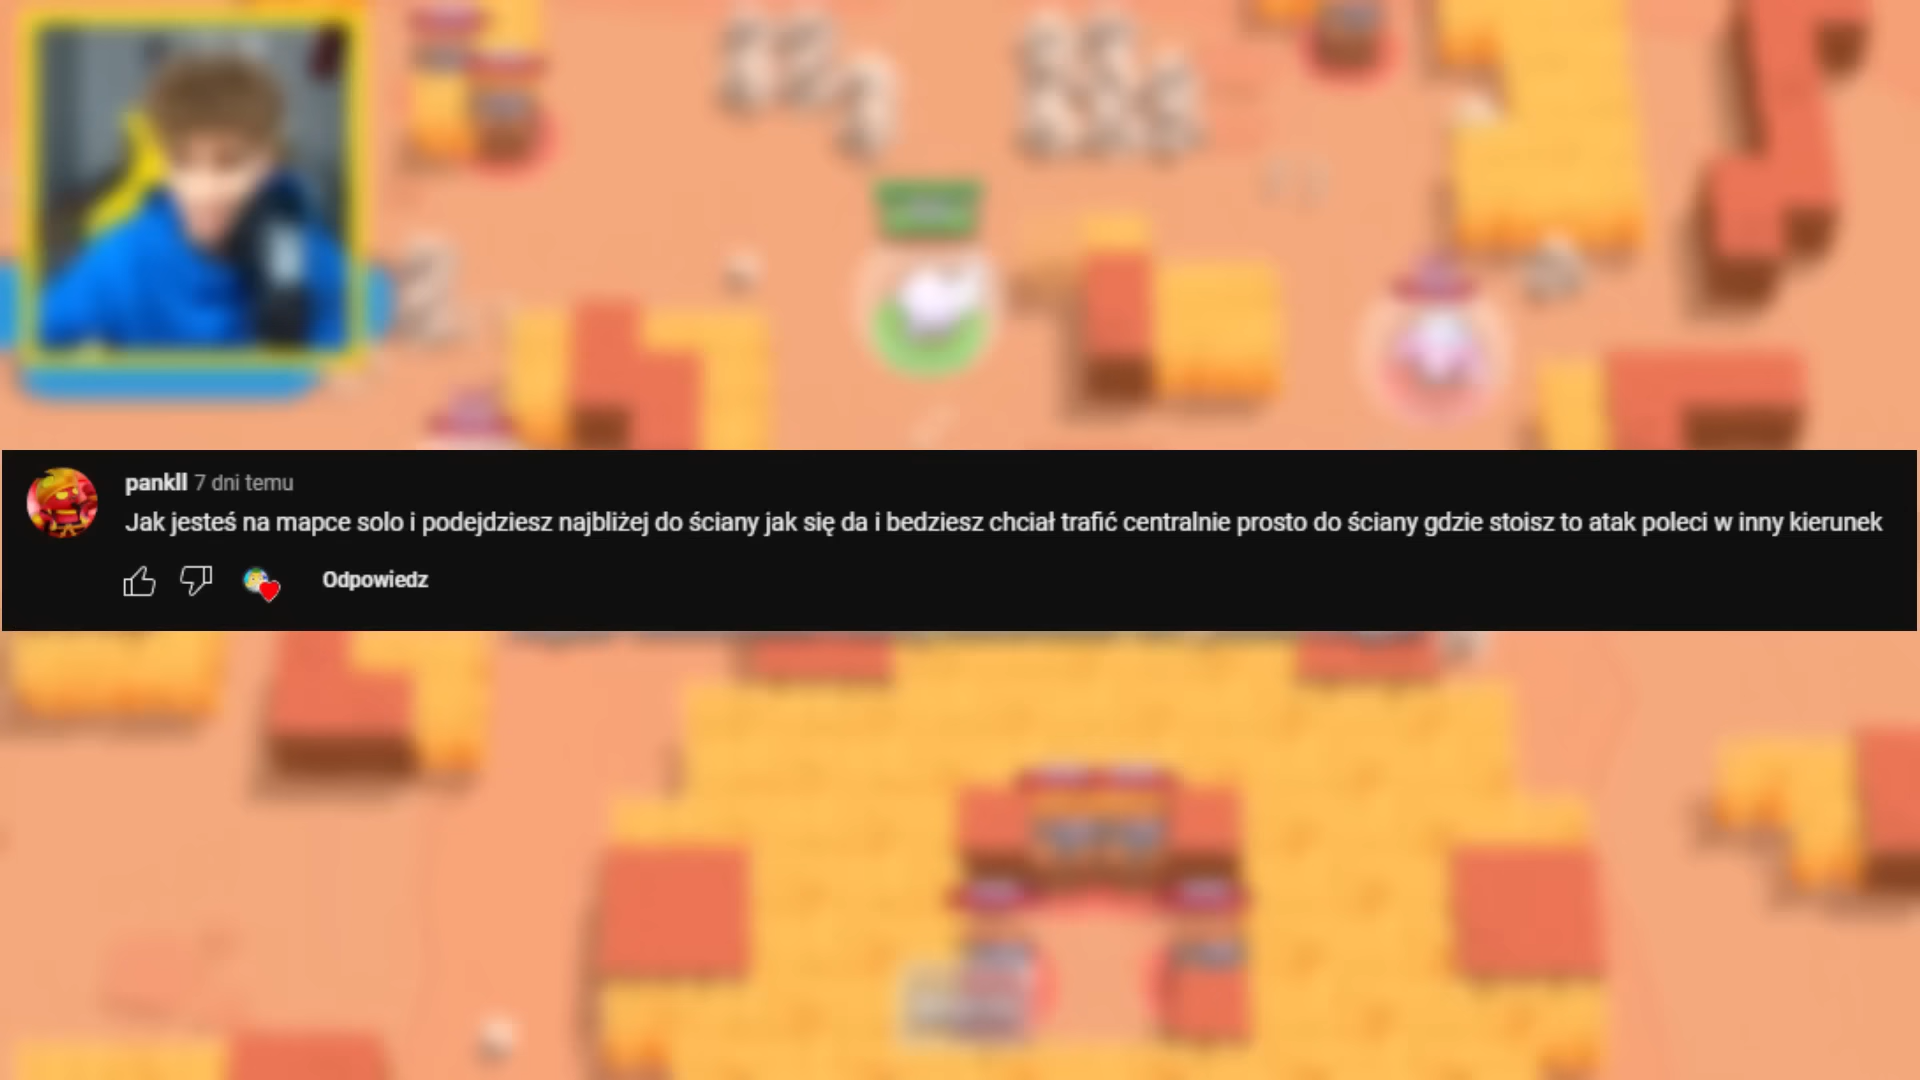 pankll 7 dni temu
Jak jesteś na mapce solo i podejdziesz najbliżej do ściany jak się da i bedziesz chciał trafić centralnie prosto do ściany gdzie stoisz to atak poleci w inny kierunek
Odpowiedz